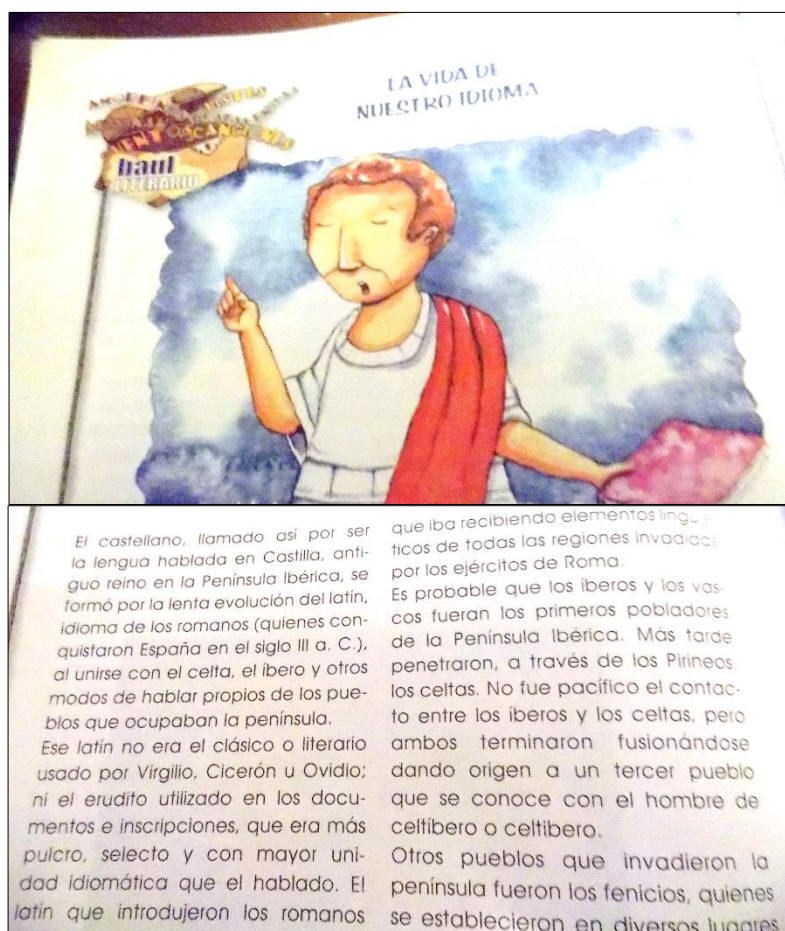 LA VIDA DE
NUESTRO IDIOMA
baul
LITERARIO
El castellano, llamado así por ser
la lengua hablada en Castilla, anti-
guo reino en la Península Ibérica, se
formó por la lenta evolución del latín,
idioma de los romanos (quienes con-
quistaron España en el siglo III a. C.),
al unirse con el celta, el íbero y otros
modos de hablar propios de los pue-
blos que ocupaban la península.
Ese latín no era el clásico o literario
usado por Virgilio, Cicerón u Ovidio;
ni el erudito utilizado en los docu-
mentos e inscripciones, que era más
pulcro, selecto y con mayor uni-
dad idiomática que el hablado. El
latín que introdujeron los romanos
que iba recibiendo elementos
ticos de todas las regiones
por los ejércitos de Roma.
Es probable que los íberos y los vas-
cos fueran los primeros pobladores
de la Península Ibérica. Más tarde
penetraron, a través de los Pirineos
los celtas. No fue pacífico el contac-
to entre los íberos y los celtas, pero
ambos terminaron fusionándose
dando origen a un tercer pueblo
que se conoce con el hombre de
celtíbero o celtibero.
Otros pueblos que invadieron la
península fueron los fenicios, quienes
se establecieron en diversos lugares